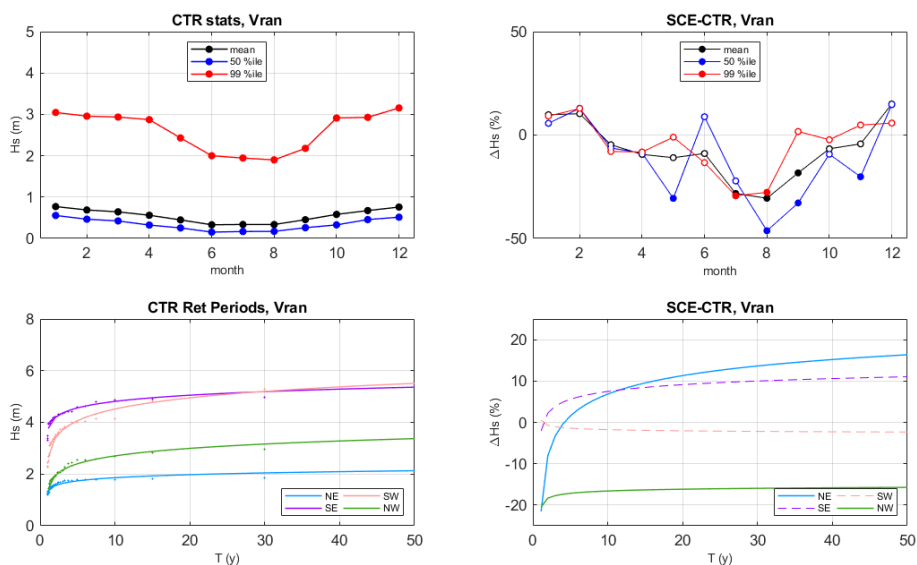 CTR stats, Vran
5
4
3
2
1
0
Hs (m)
mean
50 %ile
99 %ile
2 4 6 8 10 12
month
SCE-CTR, Vran
50
0
-50
ΔHs (%)
mean
50 %ile
99 %ile
2 4 6 8 10 12
month
CTR Ret Periods, Vran
8
6
4
2
0
Hs (m)
NE SW
SE NW
0 10 20 30 40 50
T (y)
SCE-CTR, Vran
20
10
0
-10
-20
ΔHs (%)
NE SW
SE NW
0 10 20 30 40 50
T (y)